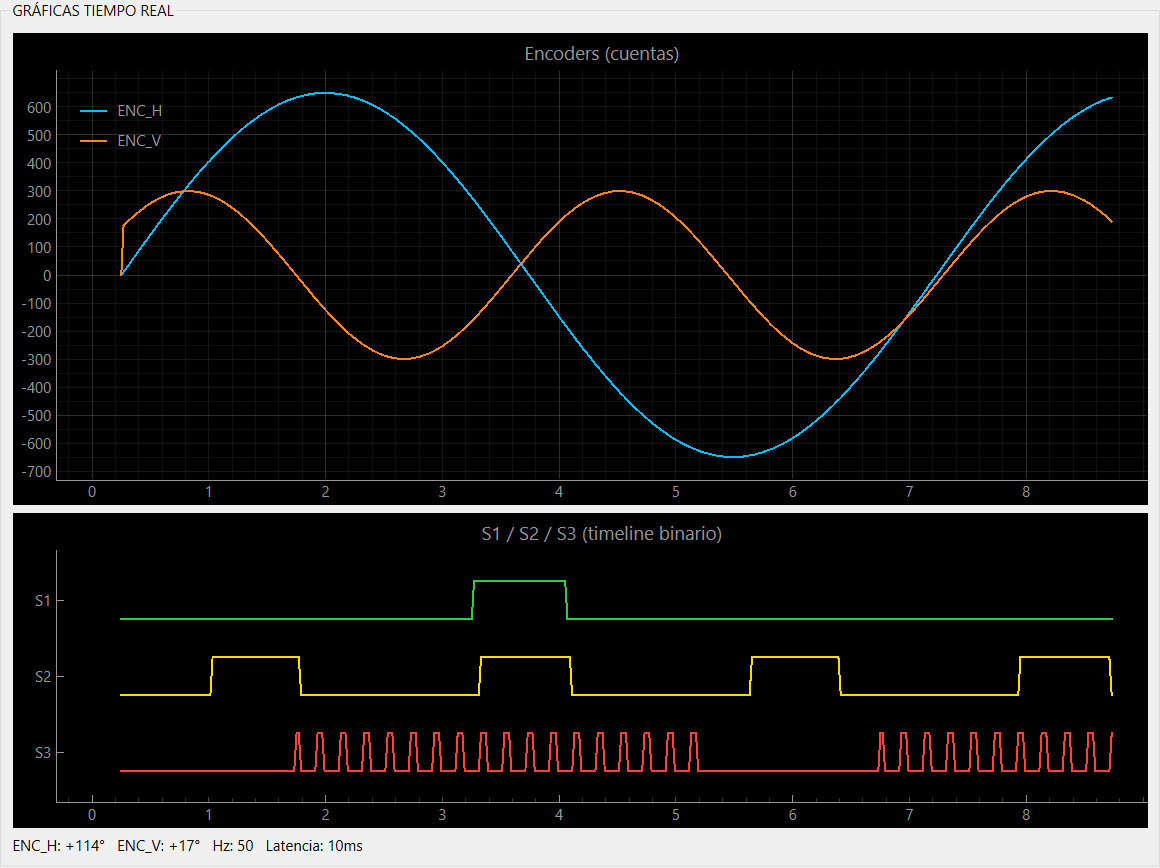 GRÁFICAS TIEMPO REAL
Encoders (cuentas)
ENC_H
ENC_V
600
500
400
300
200
100
0
-100
-200
-300
-400
-500
-600
-700
0 1 2 3 4 5 6 7 8
S1 / S2 / S3 (timeline binario)
S1
S2
S3
0 1 2 3 4 5 6 7 8
ENC_H: +114° ENC_V: +17° Hz: 50 Latencia: 10ms